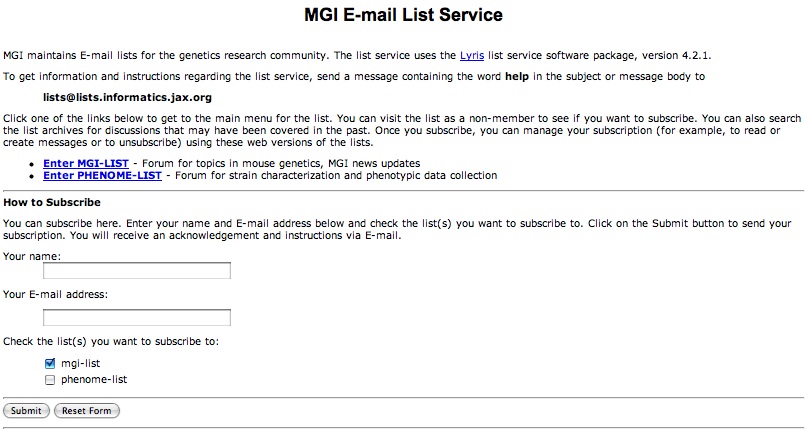 MGI E-mail List Service
MGI maintains E-mail lists for the genetics research community. The list service uses the Lyris list service software package, version 4.2.1.
To get information and instructions regarding the list service, send a message containing the word help in the subject or message body to
lists@lists.informatics.jax.org
Click one of the links below to get to the main menu for the list. You can visit the list as a non-member to see if you want to subscribe. You can also search
the list archives for discussions that may have been covered in the past. Once you subscribe, you can manage your subscription (for example, to read or
create messages or to unsubscribe) using these web versions of the lists.
• Enter MGI-LIST - Forum for topics in mouse genetics, MGI news updates
• Enter PHENOME-LIST - Forum for strain characterization and phenotypic data collection
How to Subscribe
You can subscribe here. Enter your name and E-mail address below and check the list(s) you want to subscribe to. Click on the Submit button to send your
subscription. You will receive an acknowledgement and instructions via E-mail.
Your name:
Your E-mail address:
Check the list(s) you want to subscribe to:
mgi-list
phenome-list
Submit Reset Form